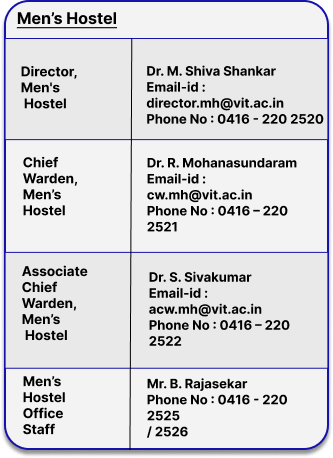 Men’s Hostel
Director,
Men's
Hostel
Dr. M. Shiva Shankar
Email-id :
director.mh@vit.ac.in
Phone No : 0416 - 220 2520
Chief
Warden,
Men’s
Hostel
Dr. R. Mohanasundaram
Email-id :
cw.mh@vit.ac.in
Phone No : 0416 – 220
2521
Associate
Chief
Warden,
Men’s
Hostel
Dr. S. Sivakumar
Email-id :
acw.mh@vit.ac.in
Phone No : 0416 – 220
2522
Men’s
Hostel
Office
Staff
Mr. B. Rajasekar
Phone No : 0416 - 220
2525
/ 2526